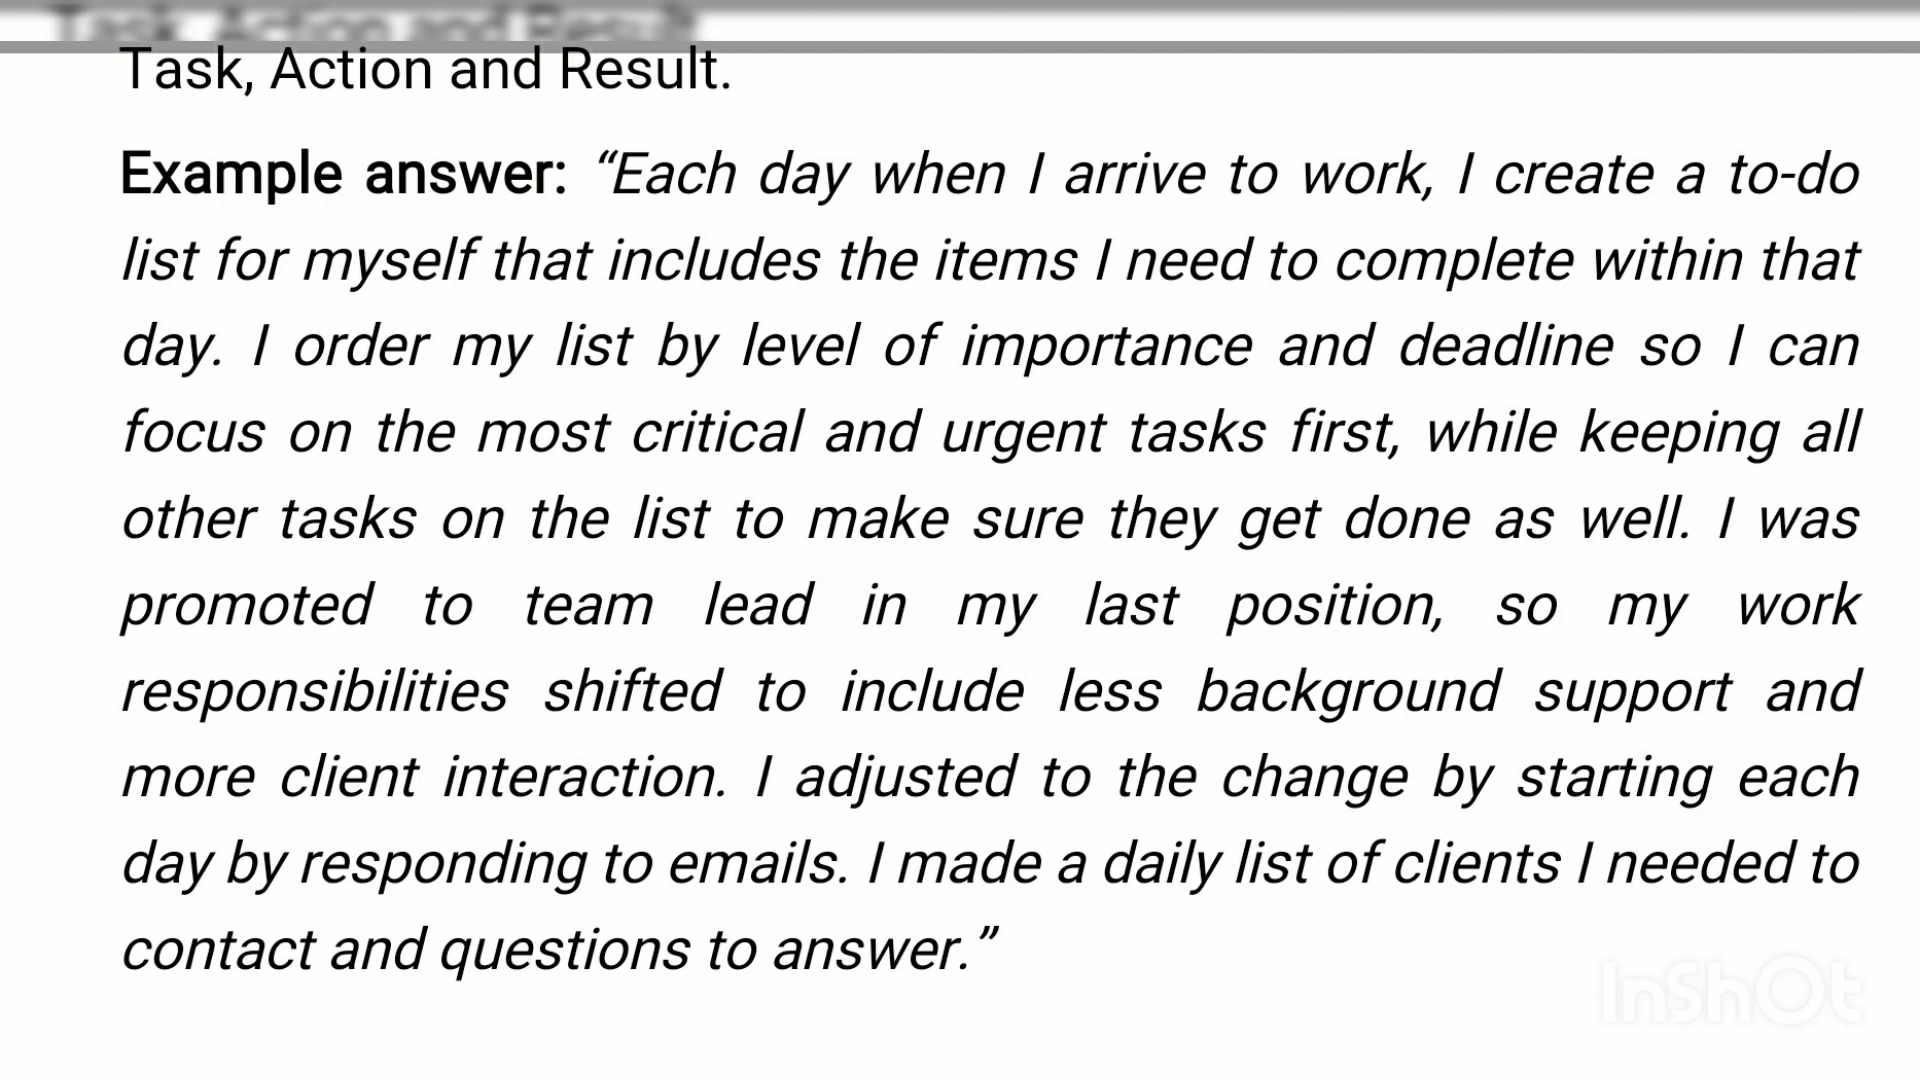 Task, Action and Result
Task, Action and Result.
Example answer: “Each day when I arrive to work, I create a to-do
list for myself that includes the items I need to complete within that
day. I order my list by level of importance and deadline so I can
focus on the most critical and urgent tasks first, while keeping all
other tasks on the list to make sure they get done as well. I was
promoted to team lead in my last position, so my work
responsibilities shifted to include less background support and
more client interaction. I adjusted to the change by starting each
day by responding to emails. I made a daily list of clients I needed to
contact and questions to answer.”
InShOt